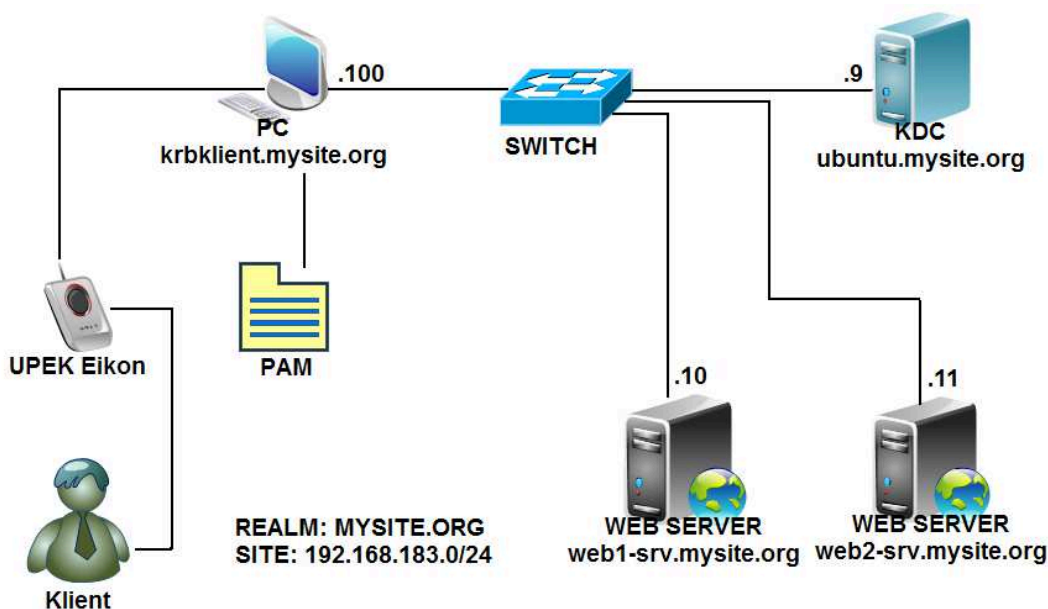 .100
PC
krbklient.mysite.org
SWITCH
.9
KDC
ubuntu.mysite.org
UPEK Eikon
PAM
.10
WEB SERVER
web1-srv.mysite.org
.11
WEB SERVER
web2-srv.mysite.org
REALM: MYSITE.ORG
SITE: 192.168.183.0/24
Klient